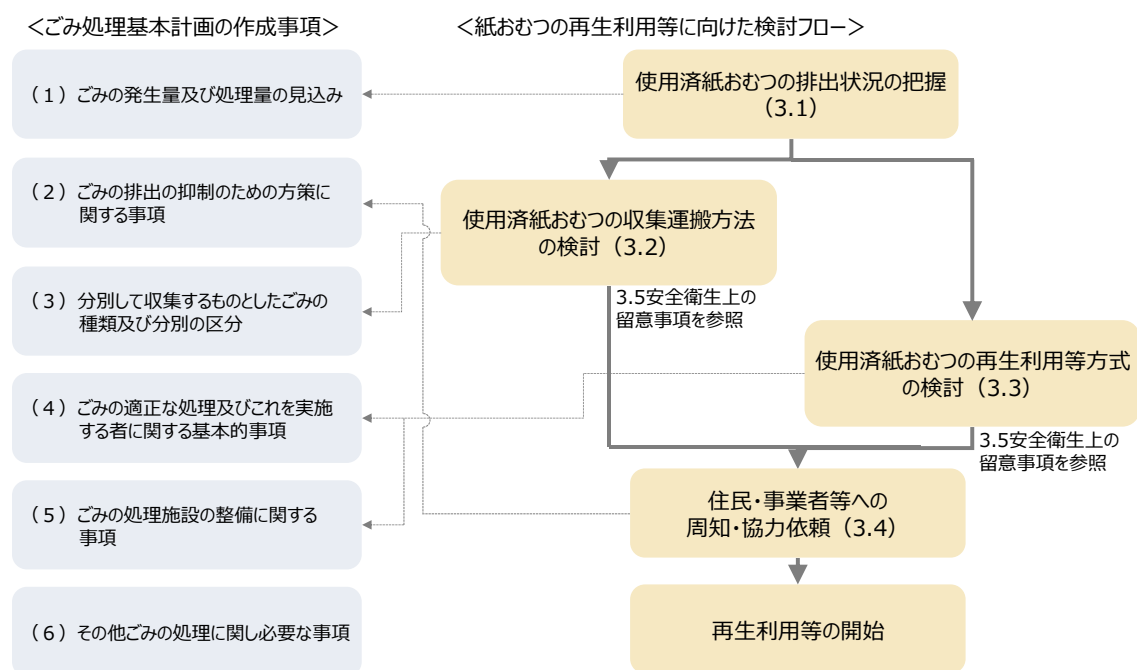 ＜ごみ処理基本計画の作成事項＞
（１）ごみの発生量及び処理量の見込み
（２）ごみの排出の抑制のための方策に
関する事項
（３）分別して収集するものとしたごみの
種類及び分別の区分
（４）ごみの適正な処理及びこれを実施
する者に関する基本的事項
（５）ごみの処理施設の整備に関する
事項
（６）その他ごみの処理に関し必要な事項
＜紙おむつの再生利用等に向けた検討フロー＞
使用済紙おむつの排出状況の把握
（3.1）
使用済紙おむつの収集運搬方法
の検討（3.2）
3.5安全衛生上の
留意事項を参照
使用済紙おむつの再生利用等方式
の検討（3.3）
3.5安全衛生上の
留意事項を参照
住民・事業者等への
周知・協力依頼（3.4）
再生利用等の開始